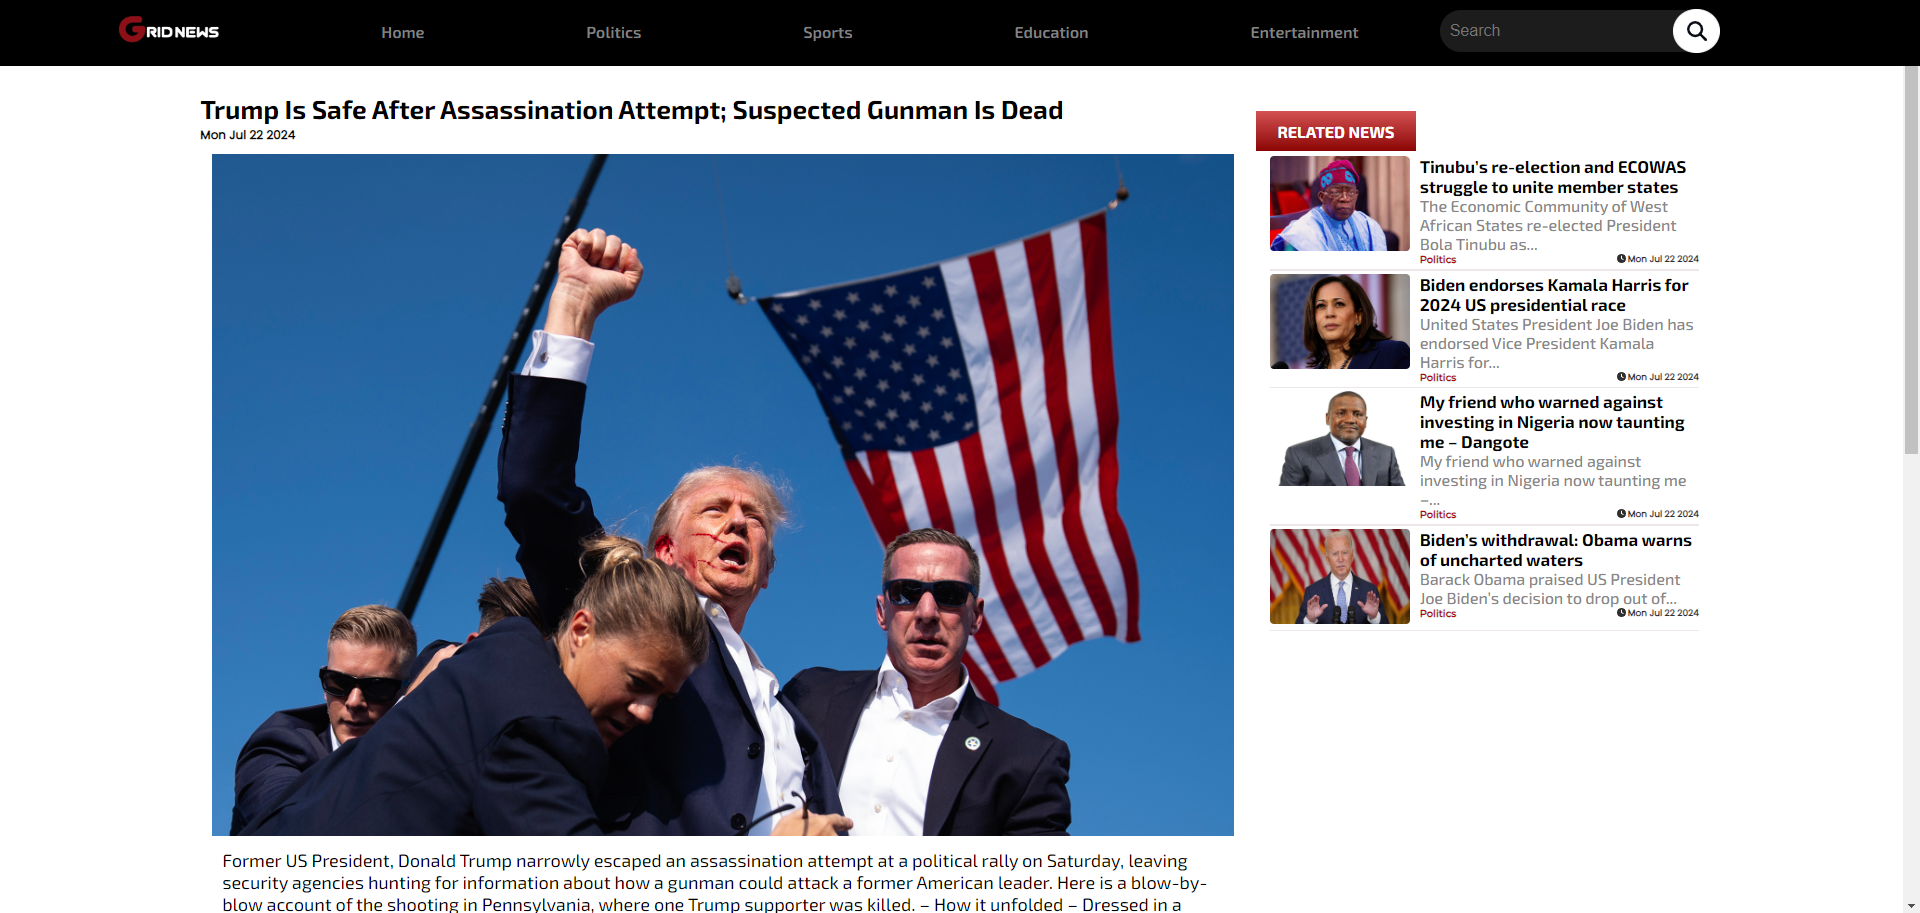 GRID NEWS
Home
Politics
Sports
Education
Entertainment
Search
Trump Is Safe After Assassination Attempt; Suspected Gunman Is Dead
Mon Jul 22 2024
Former US President, Donald Trump narrowly escaped an assassination attempt at a political rally on Saturday, leaving
security agencies hunting for information about how a gunman could attack a former American leader. Here is a blow-by-
blow account of the shooting in Pennsylvania, where one Trump supporter was killed. – How it unfolded – Dressed in a
RELATED NEWS
Tinubu's re-election and ECOWAS
struggle to unite member states
The Economic Community of West
African States re-elected President
Bola Tinubu as...
Politics
Mon Jul 22 2024
Biden endorses Kamala Harris for
2024 US presidential race
United States President Joe Biden has
endorsed Vice President Kamala
Harris for...
Politics
Mon Jul 22 2024
My friend who warned against
investing in Nigeria now taunting
me – Dangote
My friend who warned against
investing in Nigeria now taunting me
–...
Politics
Mon Jul 22 2024
Biden's withdrawal: Obama warns
of uncharted waters
Barack Obama praised US President
Joe Biden's decision to drop out of...
Politics
Mon Jul 22 2024